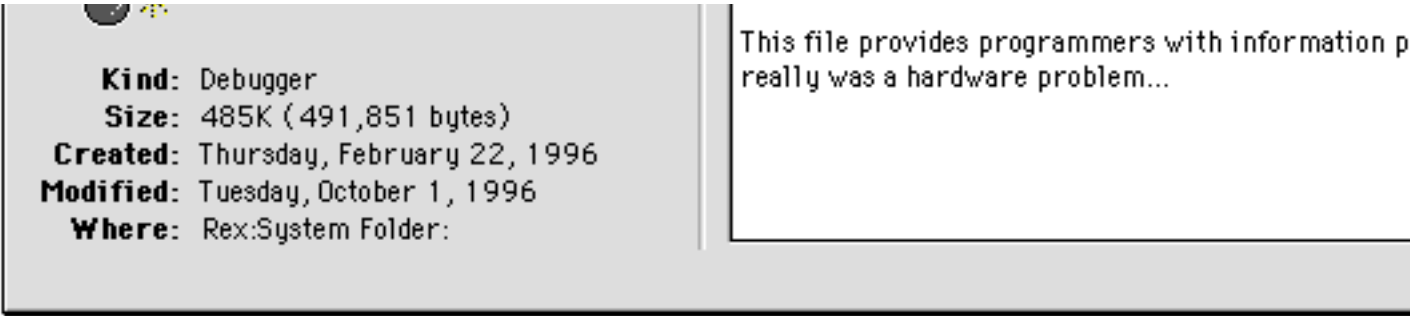 Kind: Debugger
Size: 485K (491,851 bytes)
Created: Thursday, February 22, 1996
Modified: Tuesday, October 1, 1996
Where: Rex:System Folder:
This file provides programmers with information p
really was a hardware problem...